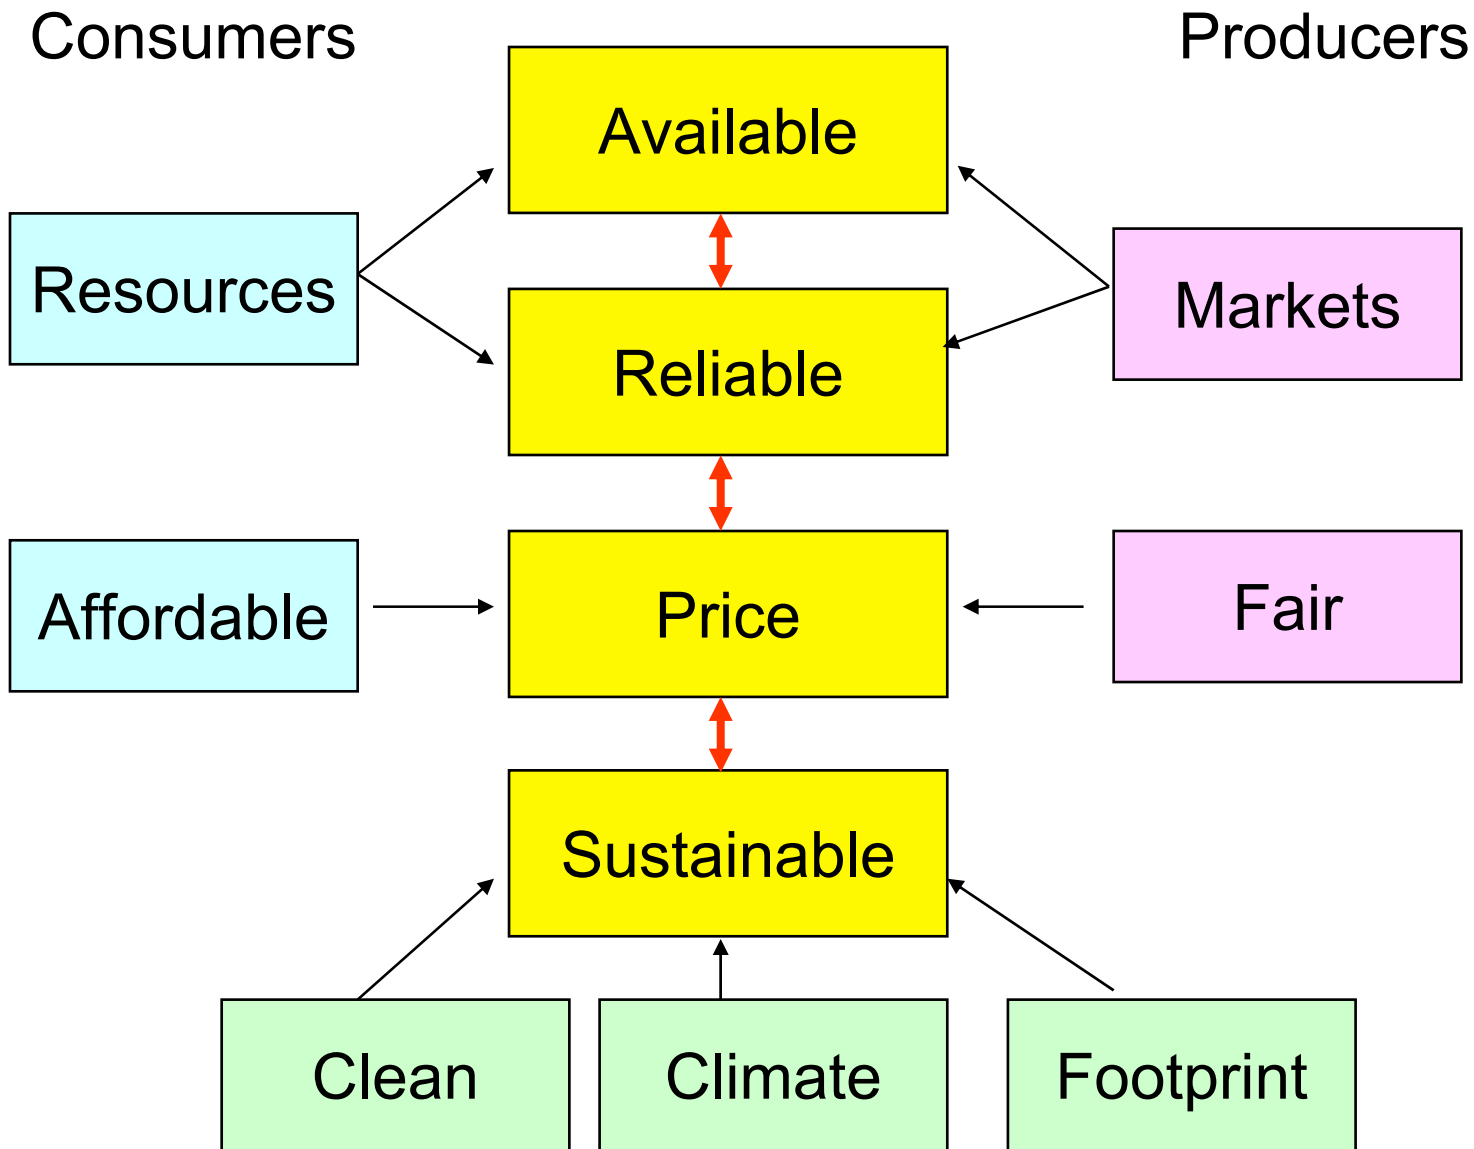 Consumers
Producers
Available
Resources
Markets
Reliable
Affordable
Price
Fair
Sustainable
Clean
Climate
Footprint